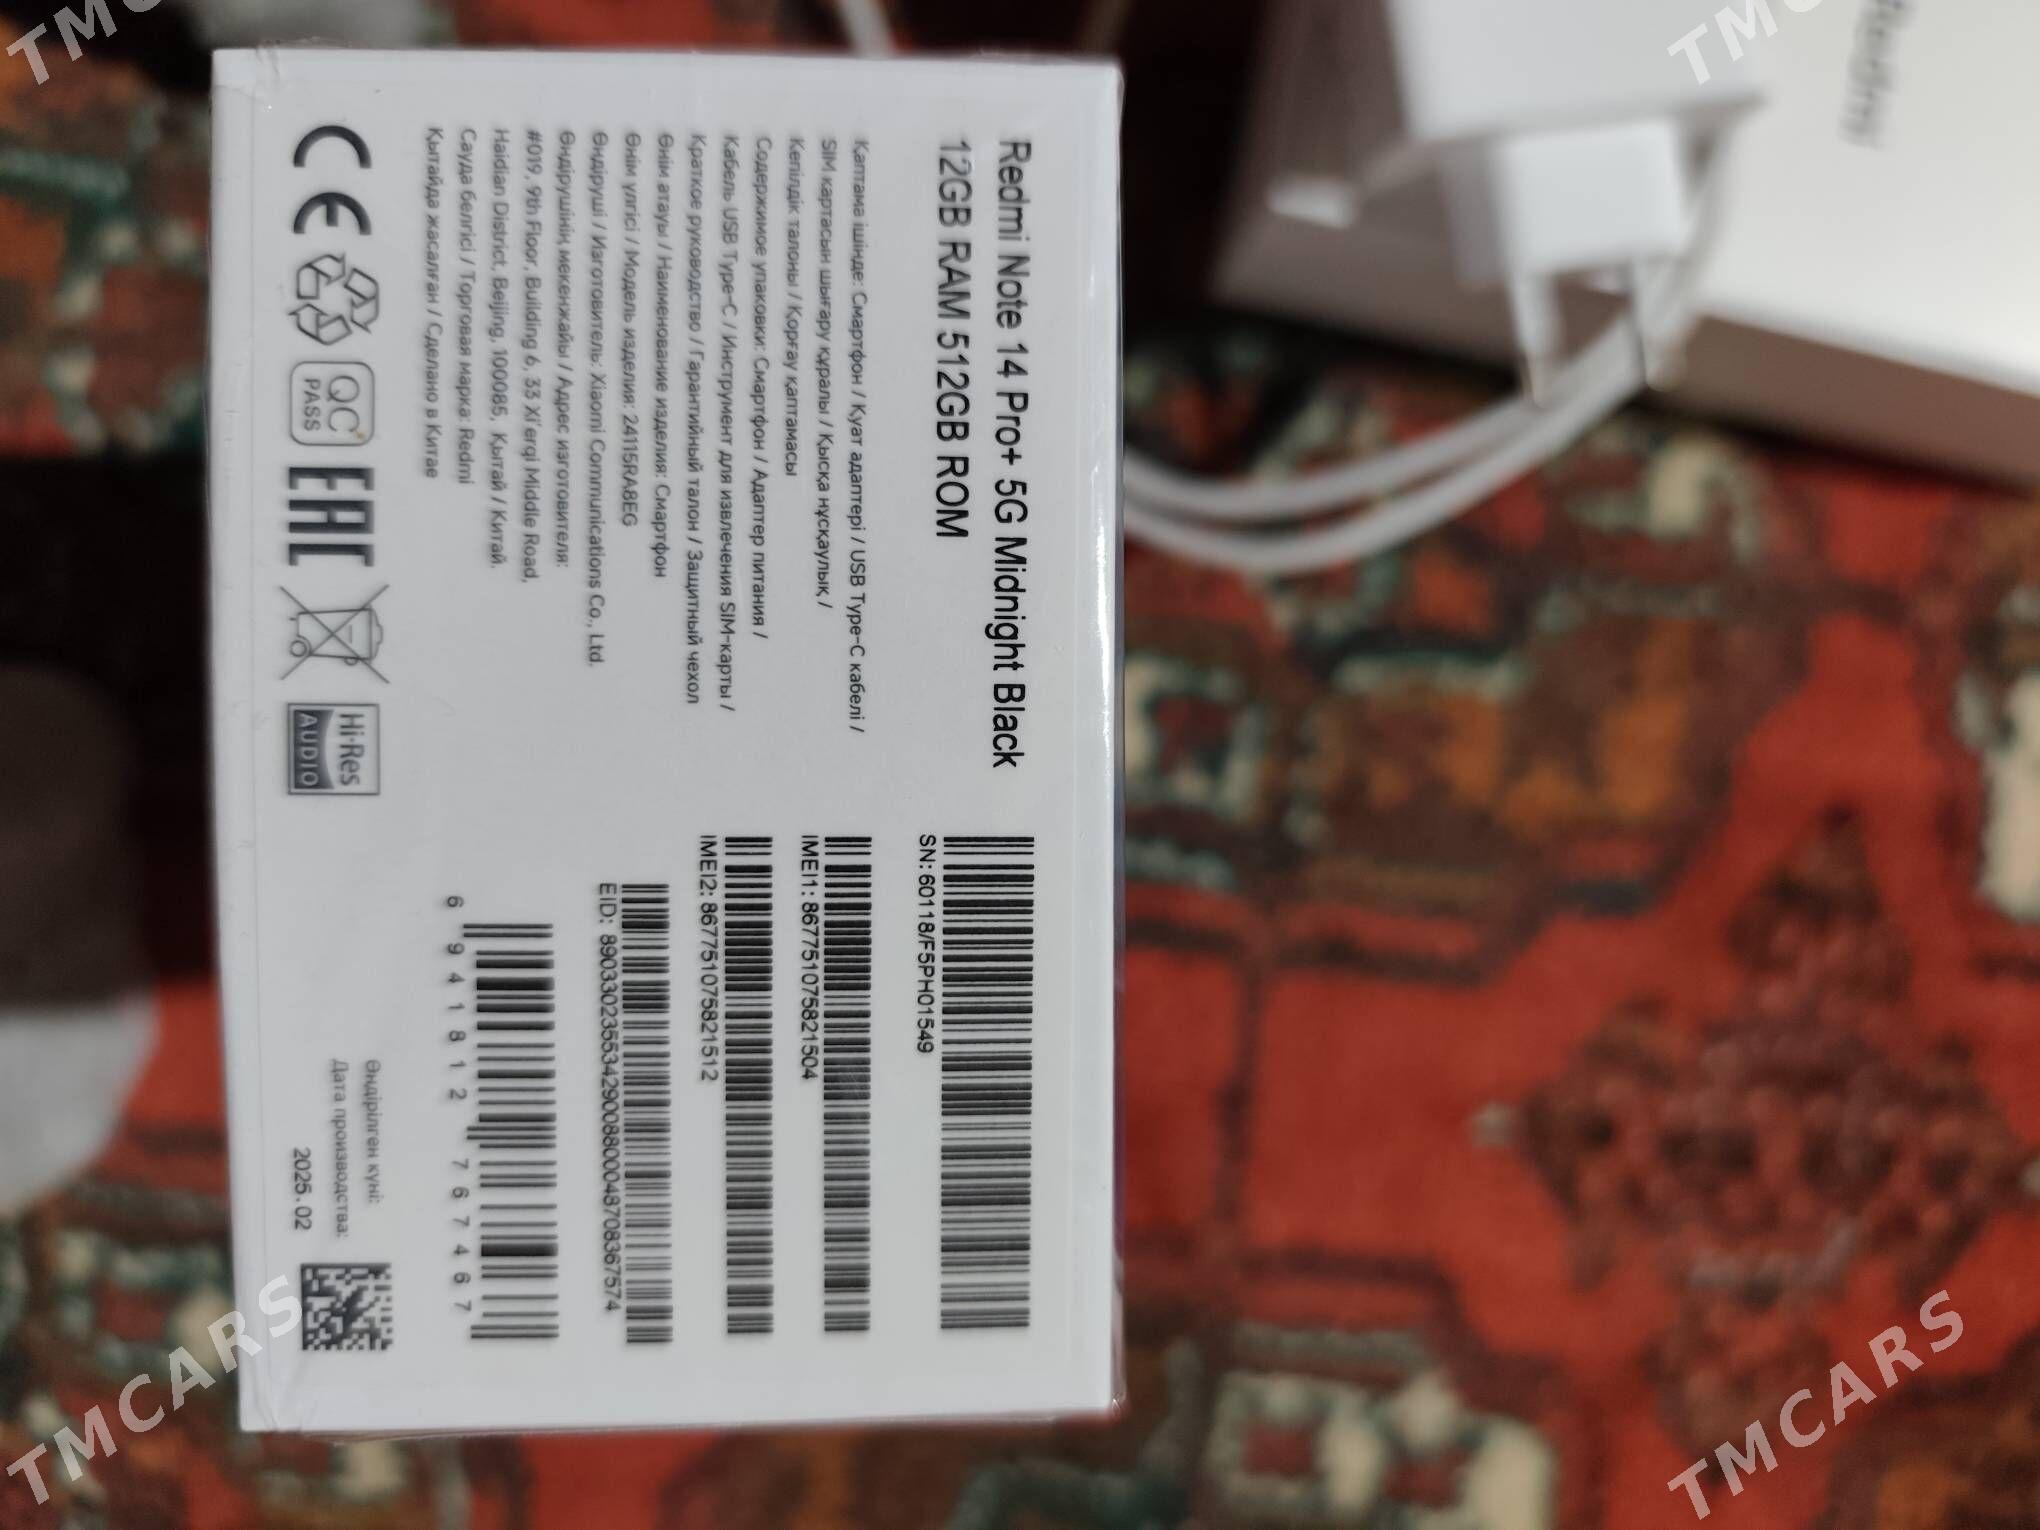 Redmi Note 14 Pro+ 5G Midnight Black
12GB RAM 512GB ROM
Қаптама ішінде: Смартфон / Қуат адаптері / USB Type-C кабелі /
SIM картасын шығару құралы / Қысқа нұсқаулық /
Кепілдік талоны / Қорғау қаптамасы
Содержимое упаковки: Смартфон / Адаптер питания /
Кабель USB Type-C / Инструмент для извлечения SIM-карты /
Краткое руководство / Гарантийный талон / Защитный чехол
Өнім атауы / Наименование изделия: Смартфон
Өнім үлгісі / Модель изделия: 24115RA8EG
Өндіруші / Изготовитель: Xiaomi Communications Co., Ltd.
Өндірушінің мекенжайы / Адрес изготовителя:
#019, 9th Floor, Building 6, 33 Xi'erqi Middle Road,
Haidian District, Beijing, 100085, Қытай / Китай.
Сауда белгісі / Торговая марка: Redmi
Қытайда жасалған / Сделано в Китае
CE
QC
PASS
EAC
Hi-Res
AUDIO
SN: 60118/F5PH01549
IMEI1: 867751075821504
IMEI2: 867751075821512
EID: 89033023553429008800048708367574
6 941812 767467
Өндірілген күні:
Дата производства:
2025.02
Redmi
TMCARS
TMCARS